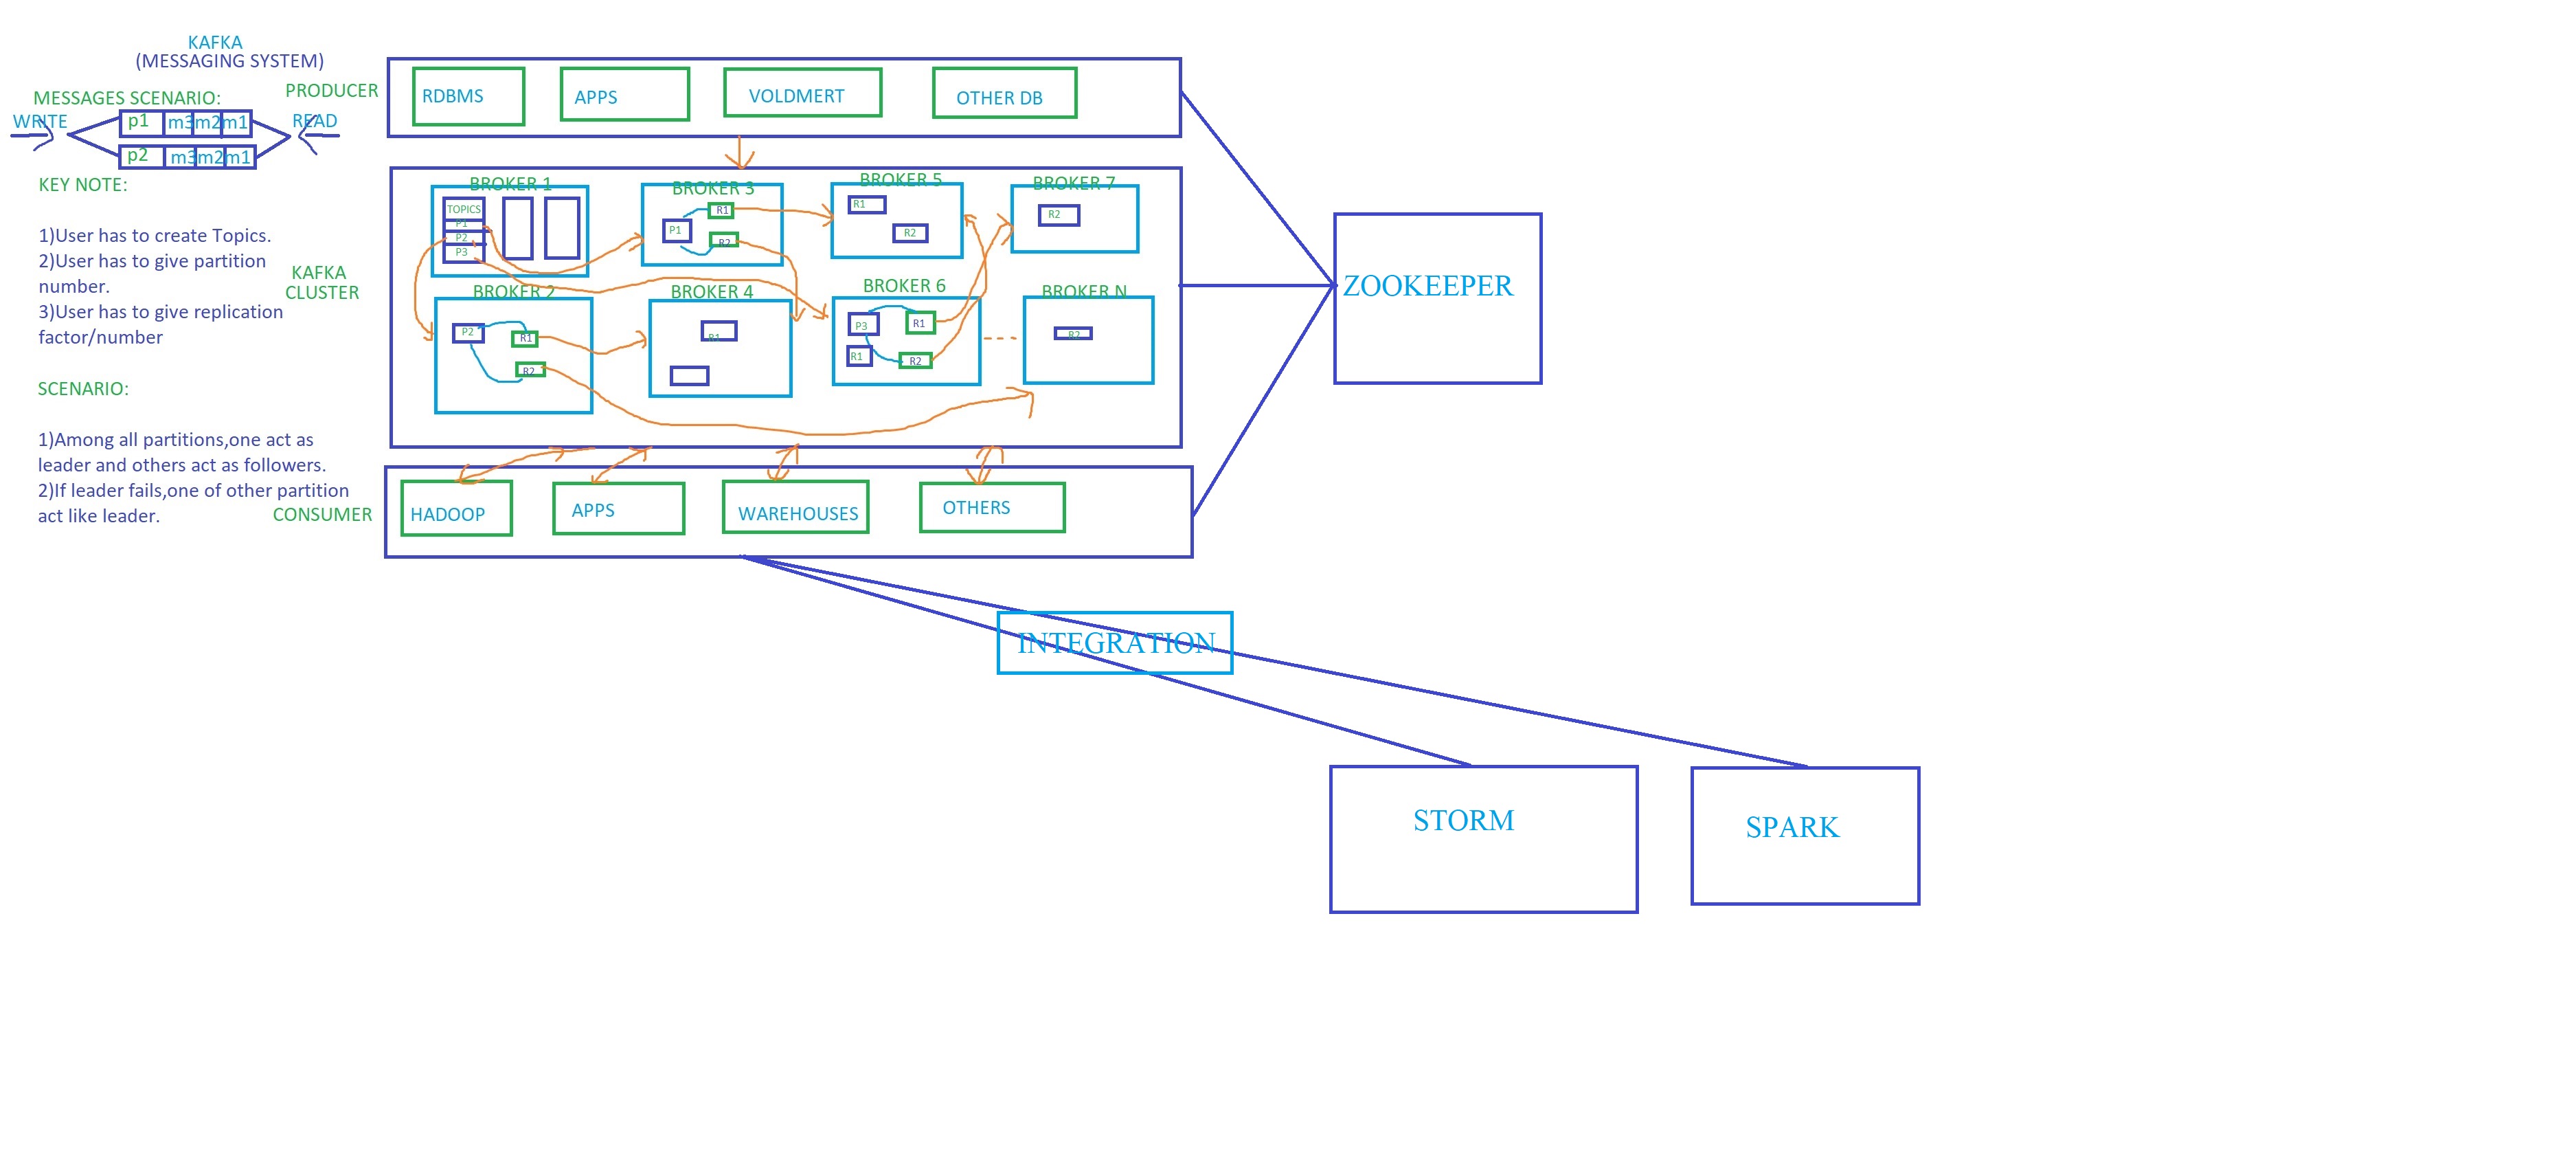 KAFKA
(MESSAGING SYSTEM)
MESSAGES SCENARIO:
WRITE
p1 m3 m2 m1
READ
p2 m3 m2 m1
KEY NOTE:
1)User has to create Topics.
2)User has to give partition
number.
3)User has to give replication
factor/number
SCENARIO:
1)Among all partitions,one act as
leader and others act as followers.
2)If leader fails,one of other partition
act like leader.
PRODUCER
RDBMS
APPS
VOLDMERT
OTHER DB
KAFKA
CLUSTER
BROKER 1
TOPICS
P1
P2
P3
BROKER 3
P1
R1
R2
BROKER 5
R1
R2
BROKER 7
R2
BROKER 2
P2
R1
R2
BROKER 4
R1
BROKER 6
P3
R1
R1
R2
BROKER N
R2
CONSUMER
HADOOP
APPS
WAREHOUSES
OTHERS
ZOOKEEPER
INTEGRATION
STORM
SPARK